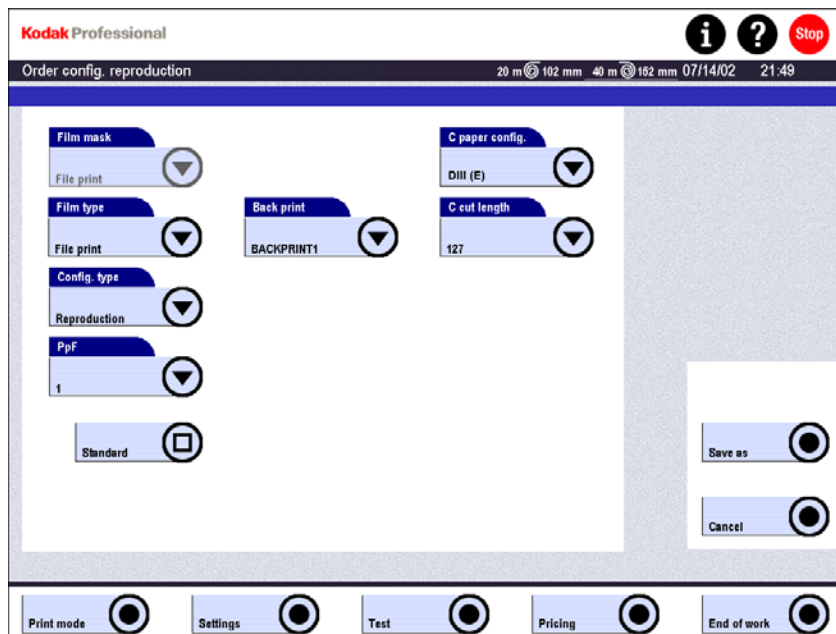 Kodak Professional
i ? Stop
Order config. reproduction 20 m 102 mm 40 m 152 mm 07/14/02 21:49
Film mask
File print
C paper config.
DIII (E)
Film type
File print
Back print
BACKPRINT1
C cut length
127
Config. type
Reproduction
PpF
1
Standard
Save as
Cancel
Print mode Settings Test Pricing End of work